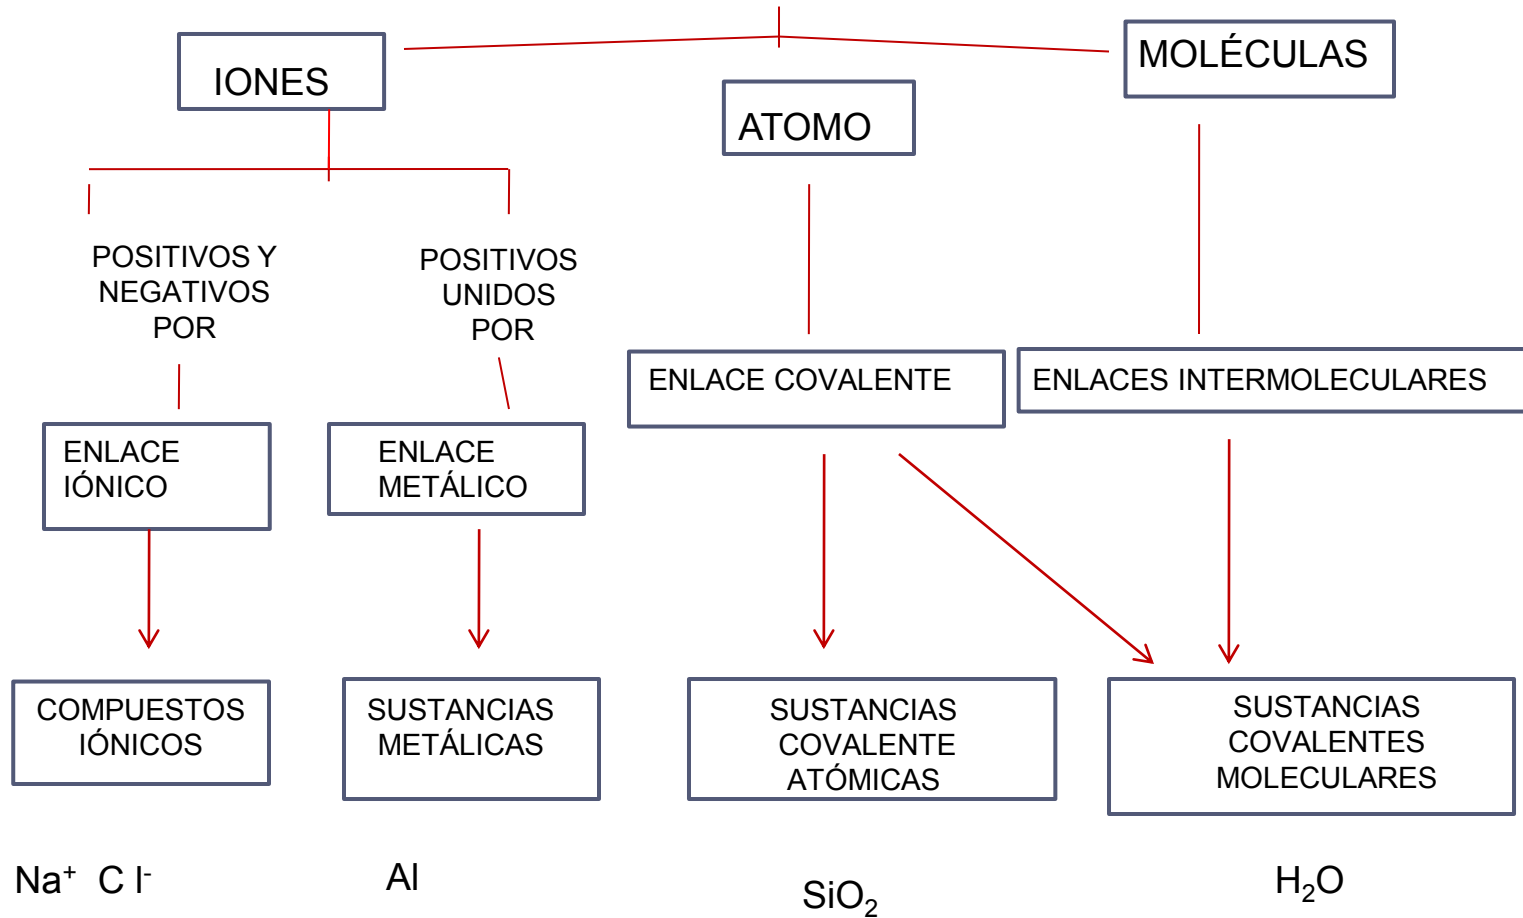 IONES
ATOMO
MOLÉCULAS
POSITIVOS Y
NEGATIVOS
POR
POSITIVOS
UNIDOS
POR
ENLACE COVALENTE
ENLACES INTERMOLECULARES
ENLACE
IÓNICO
ENLACE
METÁLICO
COMPUESTOS
IÓNICOS
SUSTANCIAS
METÁLICAS
SUSTANCIAS
COVALENTE
ATÓMICAS
SUSTANCIAS
COVALENTES
MOLECULARES
Na⁺ C l⁻
Al
SiO₂
H₂O